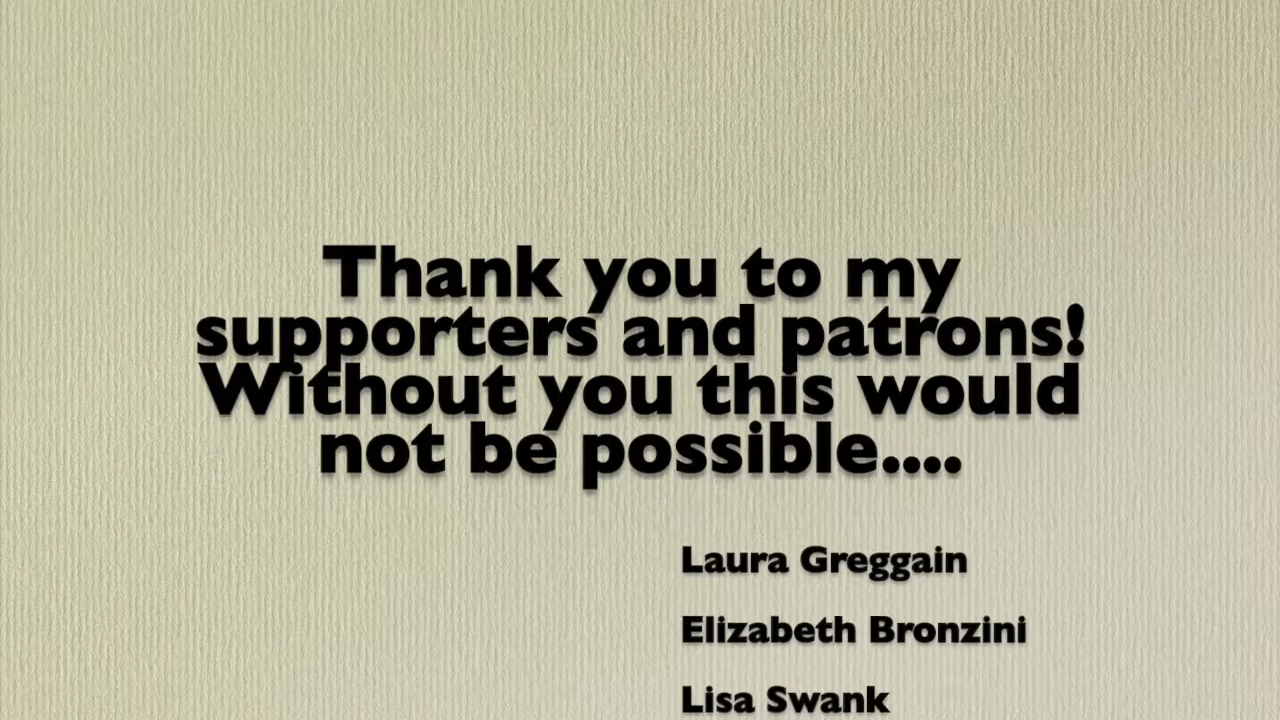 Thank you to my
supporters and patrons!
Without you this would
not be possible....
Laura Greggain
Elizabeth Bronzini
Lisa Swank